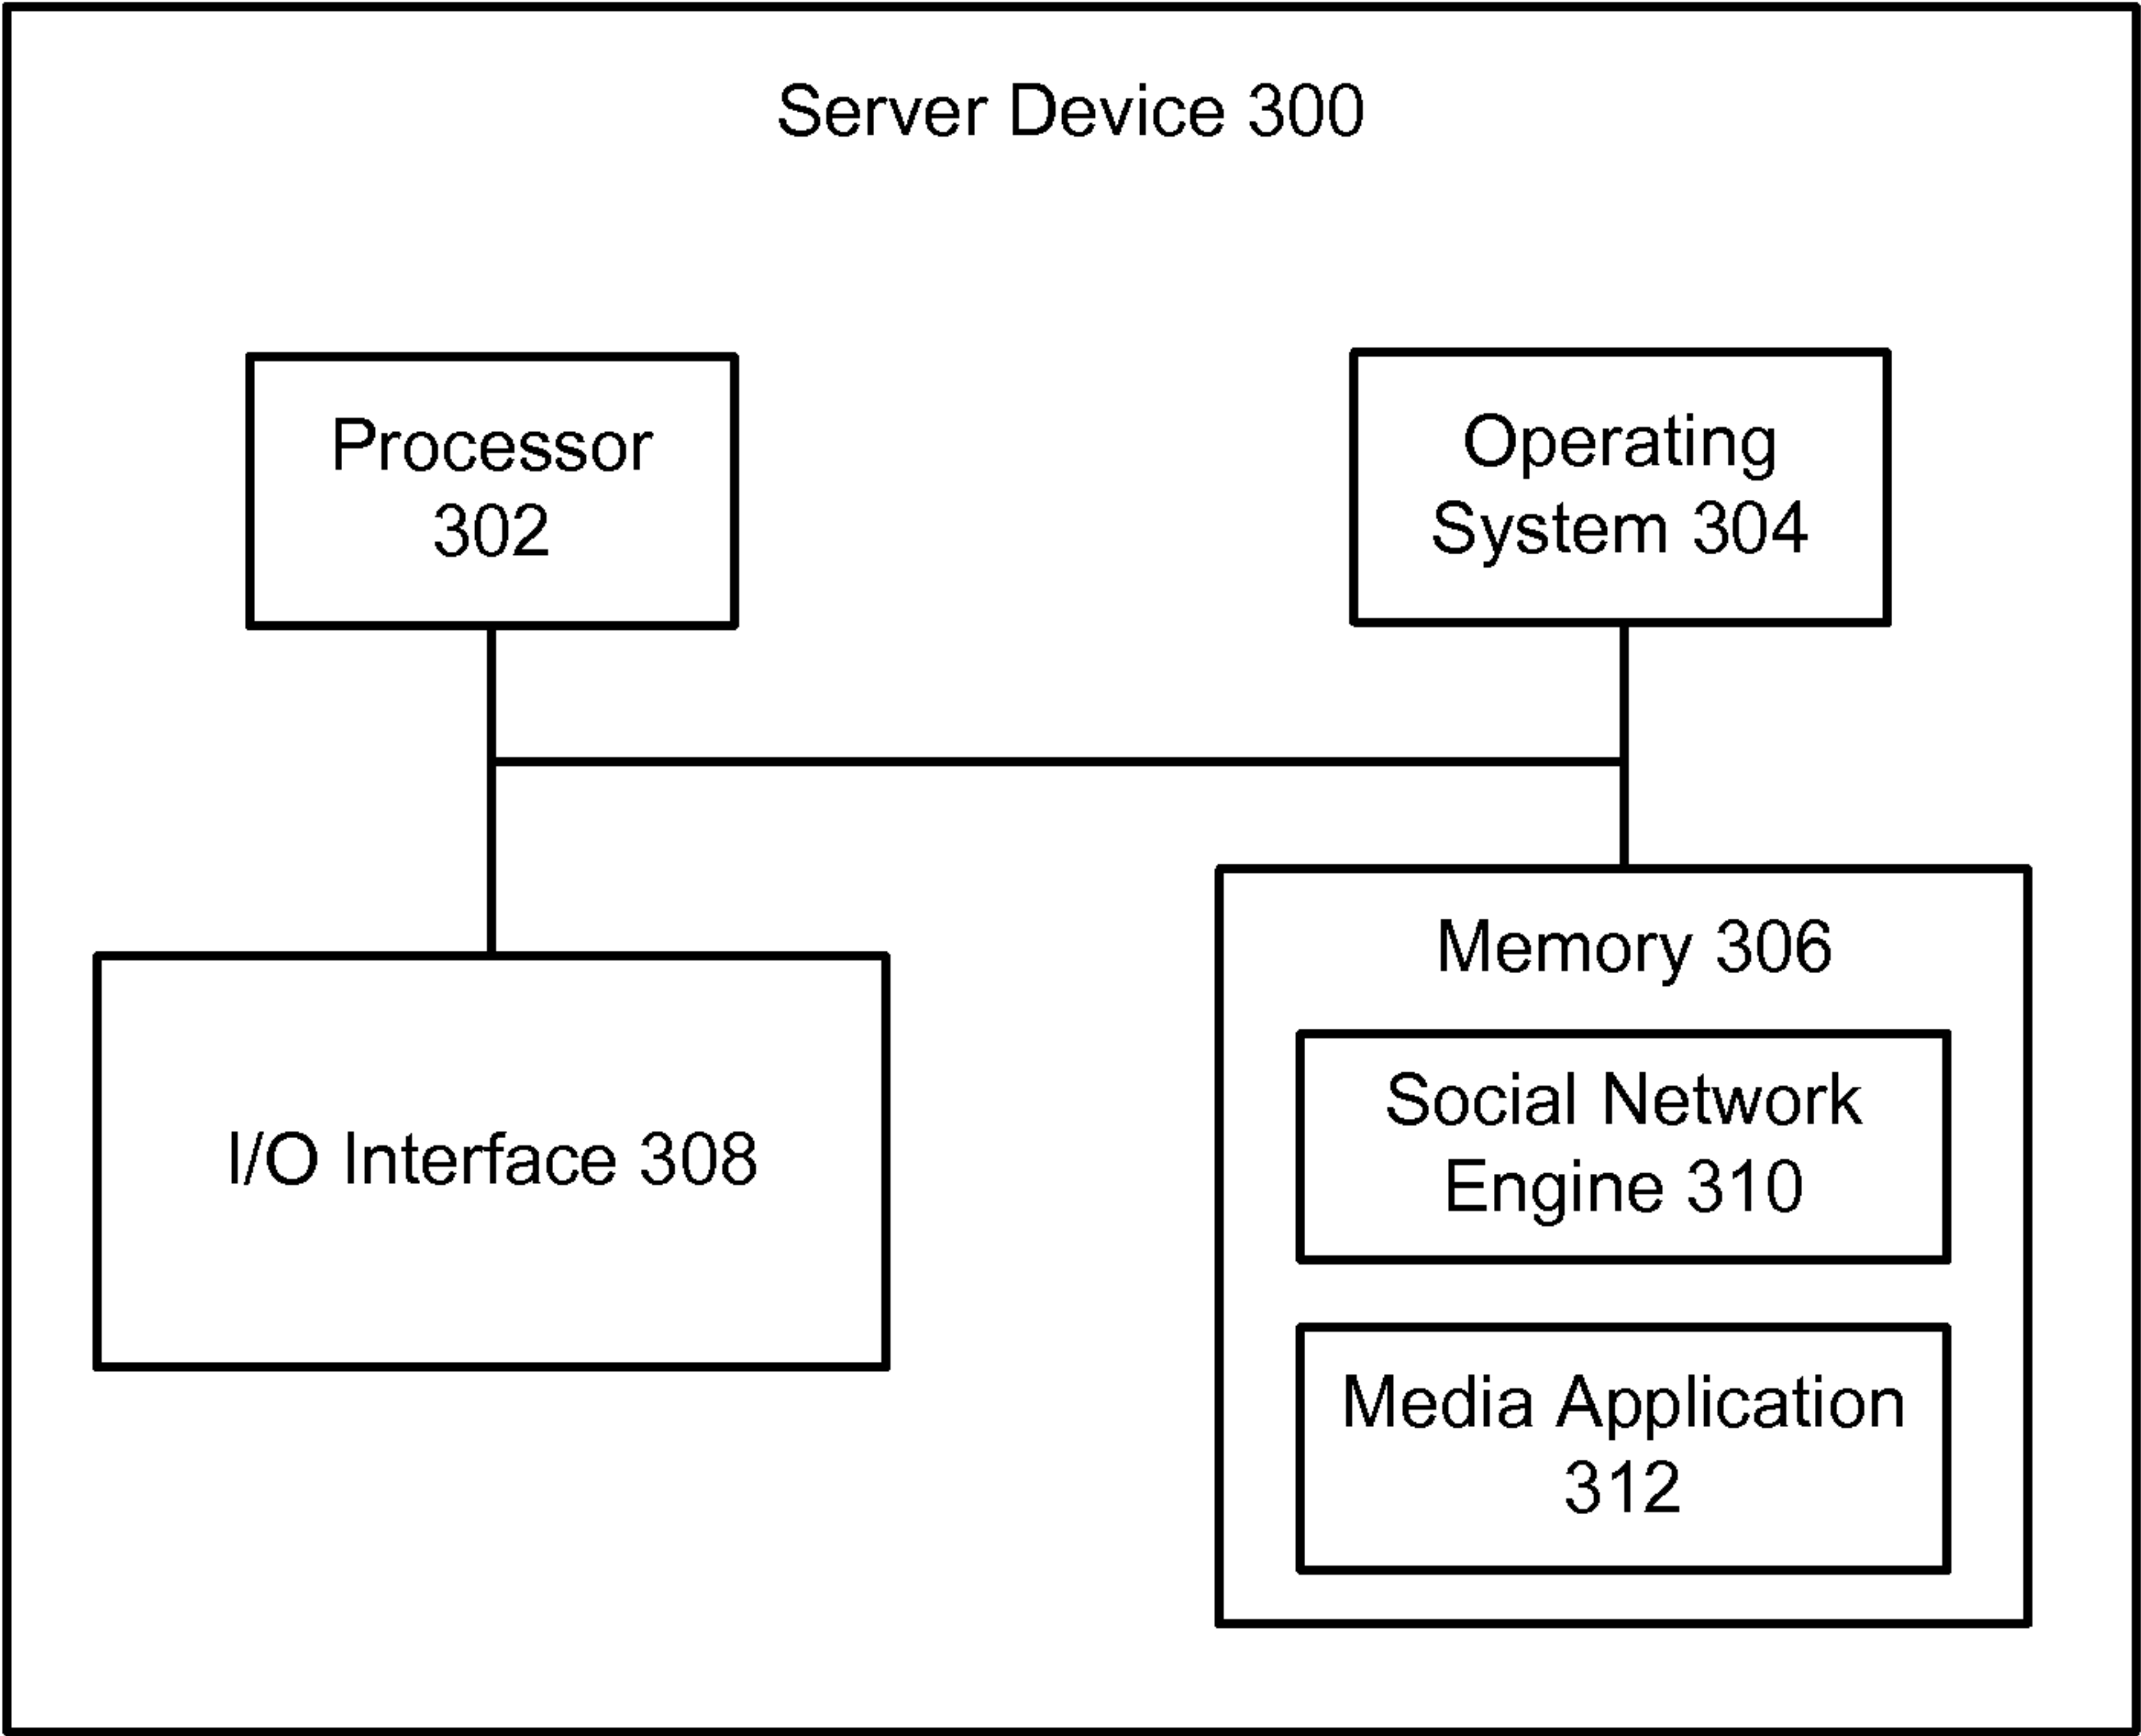 Server Device 300
Processor
302
Operating
System 304
I/O Interface 308
Memory 306
Social Network
Engine 310
Media Application
312